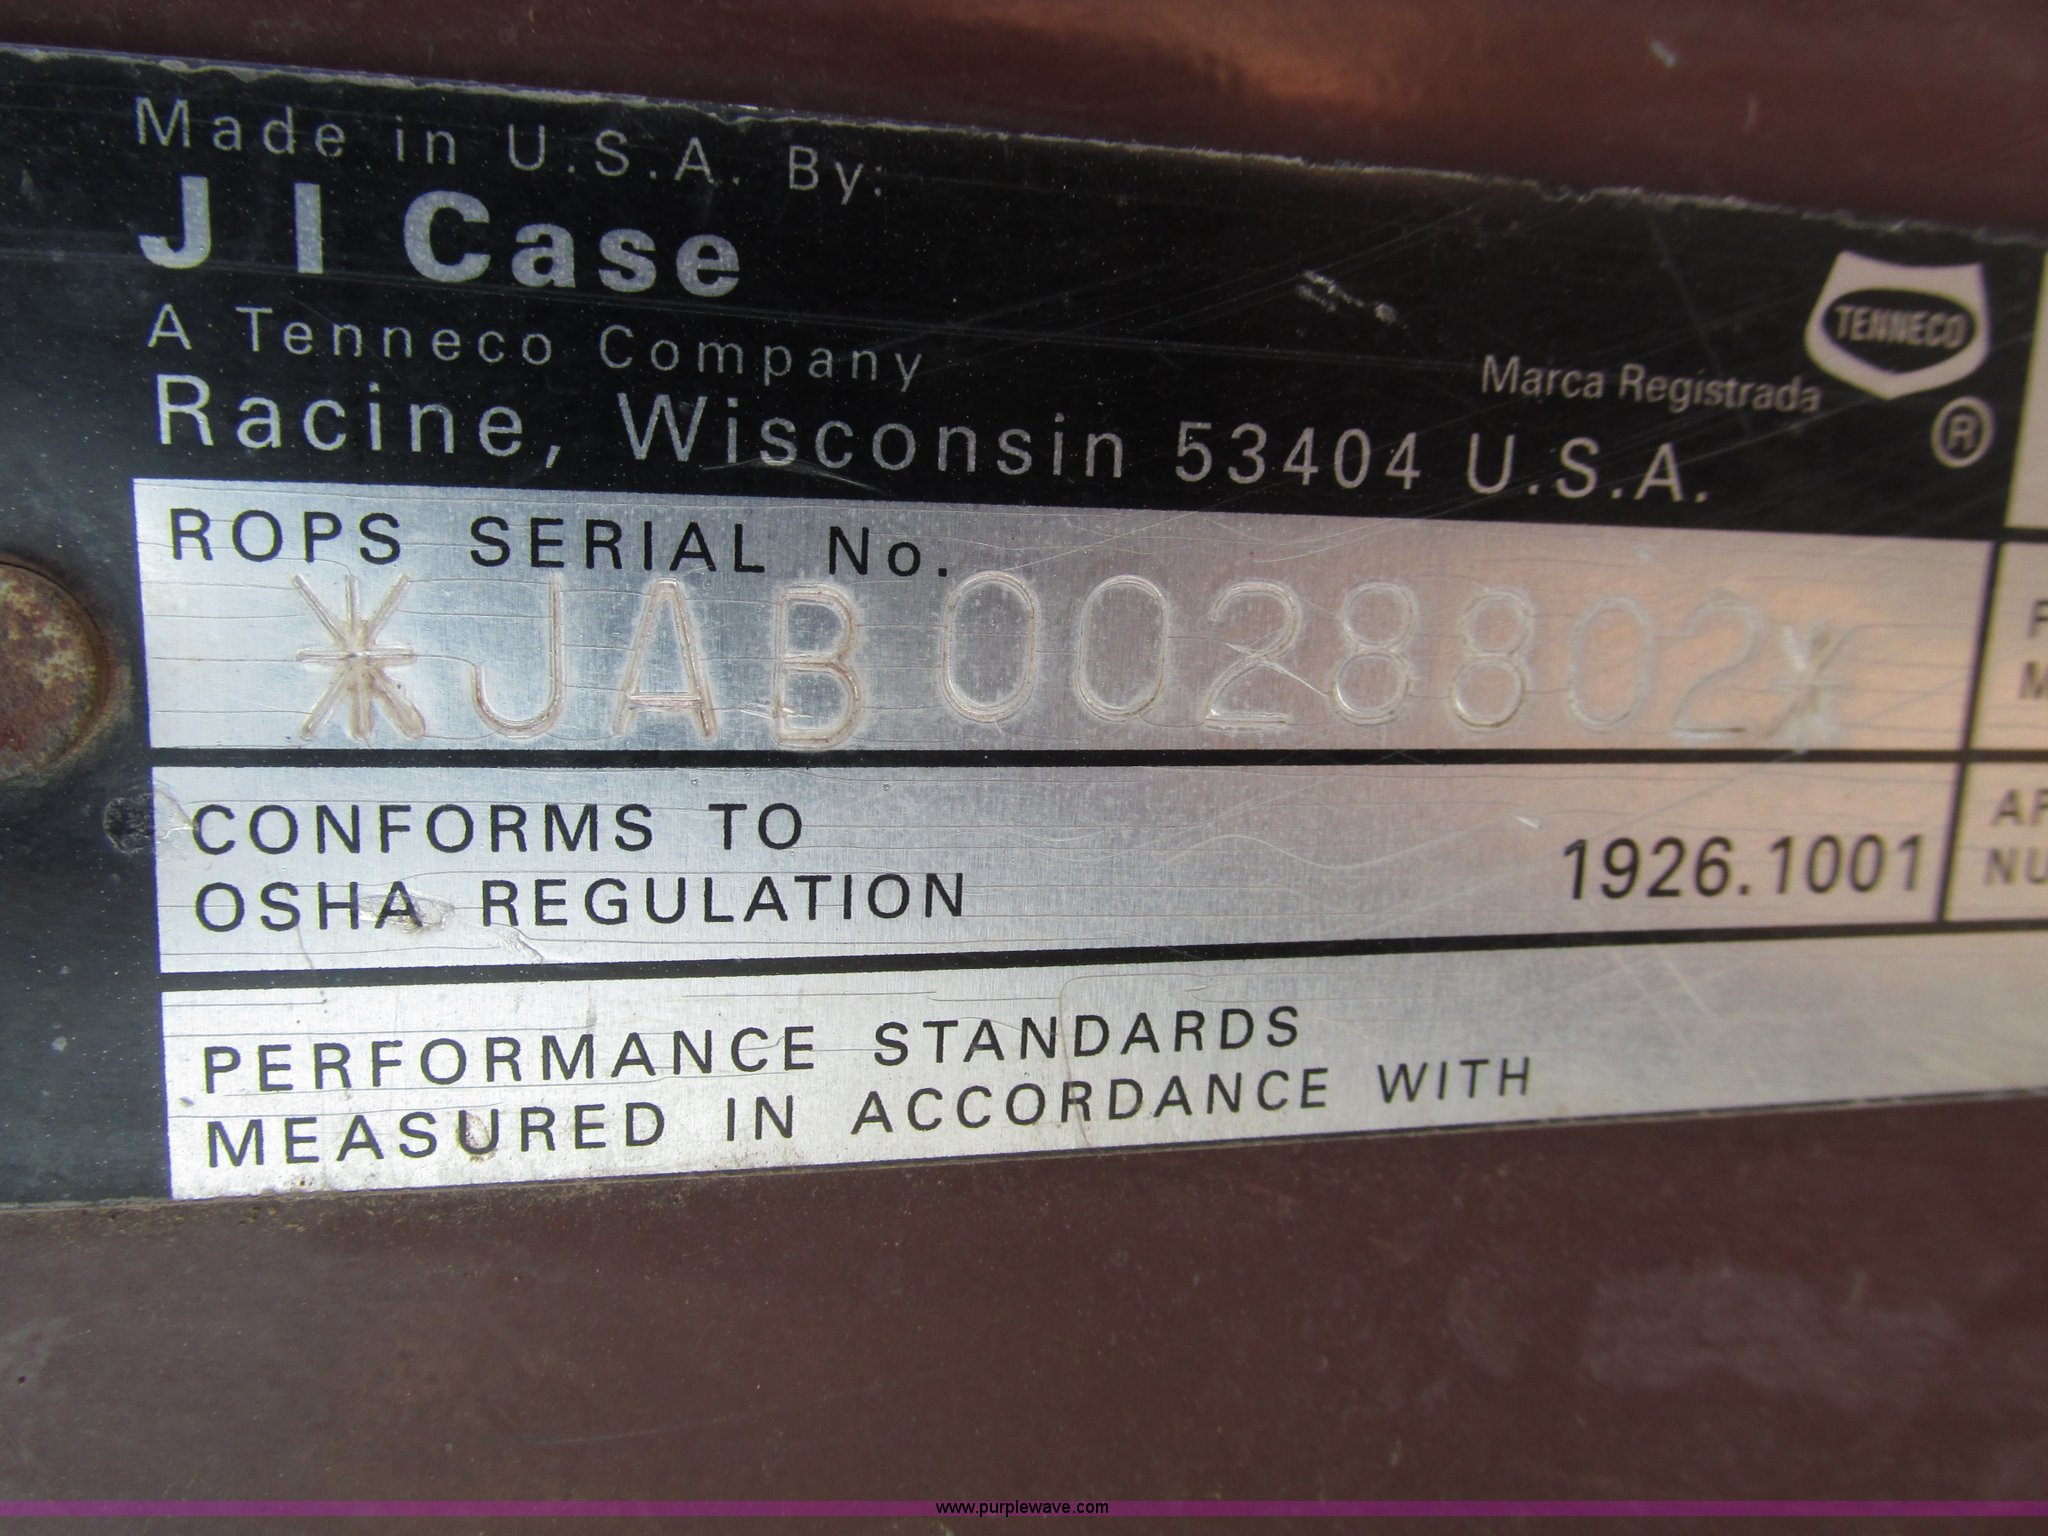 Made in U.S.A. By:
J I Case
A Tenneco Company
TENNECO
Marca Registrada
®
Racine, Wisconsin 53404 U.S.A.
ROPS SERIAL No.
*JAB0028802*
CONFORMS TO
OSHA REGULATION 1926.1001
PERFORMANCE STANDARDS
MEASURED IN ACCORDANCE WITH
www.purplewave.com